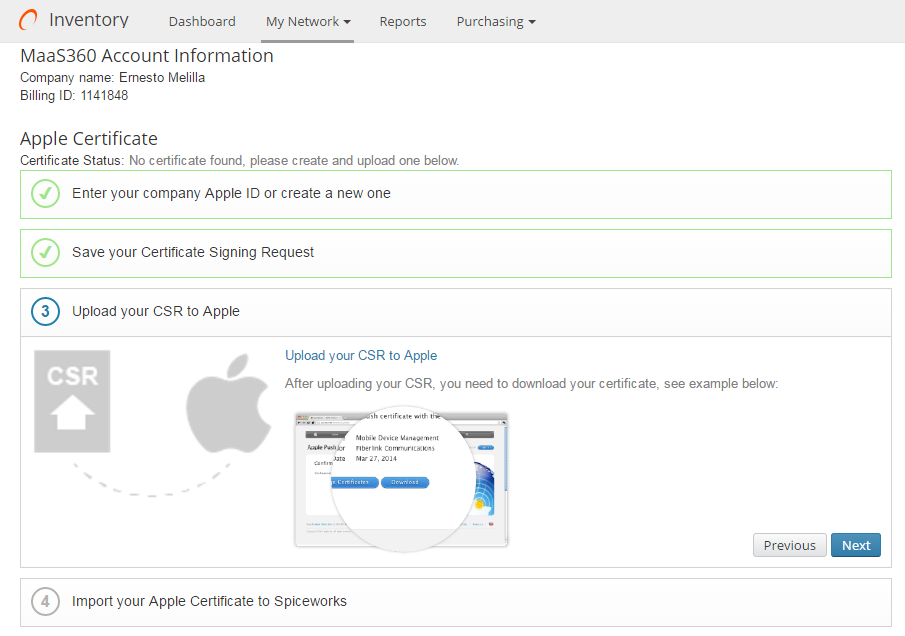 Inventory Dashboard My Network Reports Purchasing
MaaS360 Account Information
Company name: Ernesto Melilla
Billing ID: 1141848
Apple Certificate
Certificate Status: No certificate found, please create and upload one below.
Enter your company Apple ID or create a new one
Save your Certificate Signing Request
3 Upload your CSR to Apple
CSR
Upload your CSR to Apple
After uploading your CSR, you need to download your certificate, see example below:
certificate with the
Mobile Device Management
Fiberlink Communications
Mar 27, 2014
Apple Push
Certificates Download
Previous Next
4 Import your Apple Certificate to Spiceworks